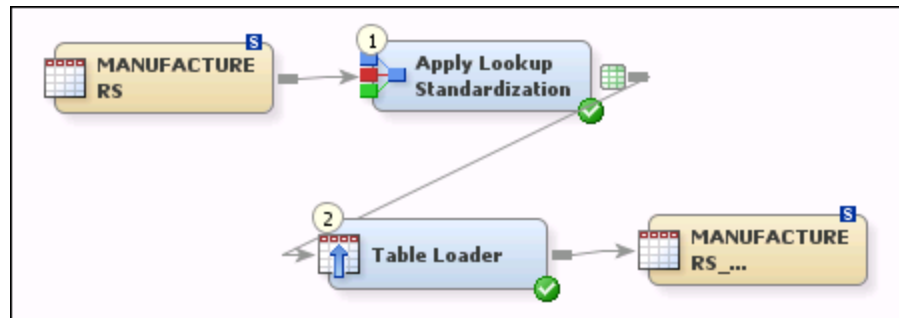 S
MANUFACTURE
RS
1
Apply Lookup
Standardization
2
Table Loader
S
MANUFACTURE
RS_...